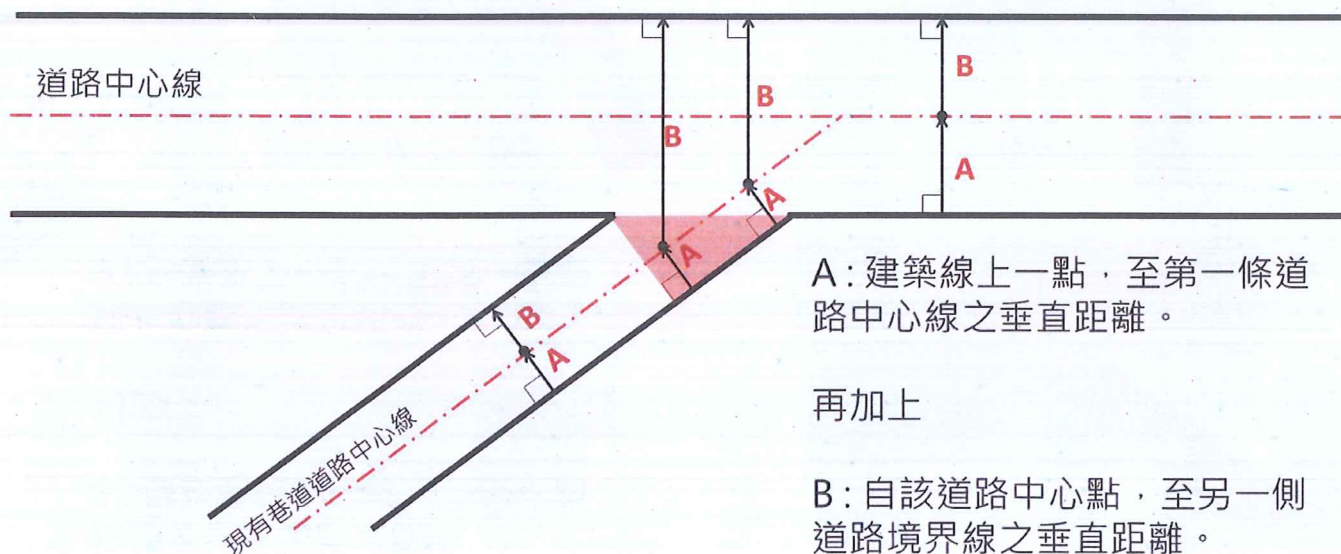 道路中心線
B
B
B
A
A
A
B
A
現有巷道道路中心線
A：建築線上一點，至第一條道
路中心線之垂直距離。
再加上
B：自該道路中心點，至另一側
道路境界線之垂直距離。